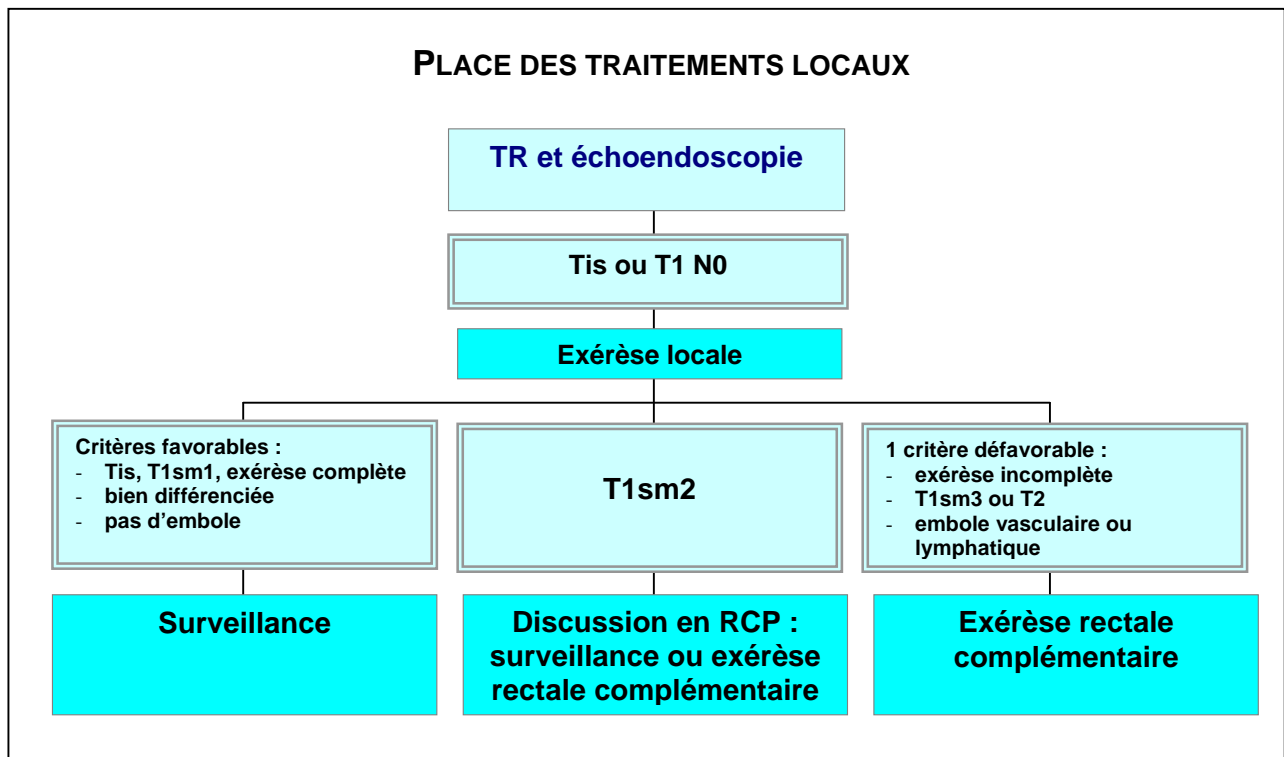 PLACE DES TRAITEMENTS LOCAUX
TR et échoendoscopie
Tis ou T1 N0
Exérèse locale
Critères favorables :
- Tis, T1sm1, exérèse complète
- bien différenciée
- pas d’embole
T1sm2
1 critère défavorable :
- exérèse incomplète
- T1sm3 ou T2
- embole vasculaire ou
lymphatique
Surveillance
Discussion en RCP :
surveillance ou exérèse
rectale complémentaire
Exérèse rectale
complémentaire